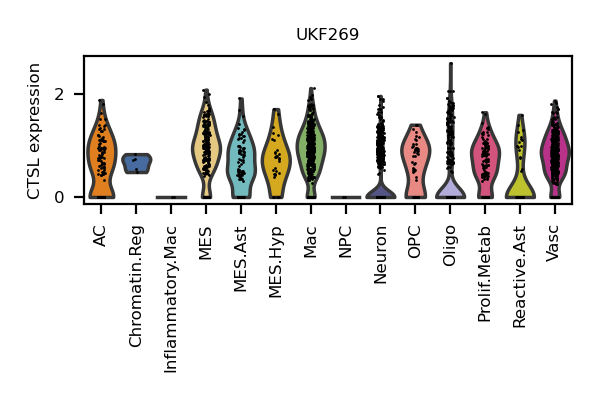 UKF269
CTSL expression
2
0
AC
Chromatin.Reg
Inflammatory.Mac
MES
MES.Ast
MES.Hyp
Mac
NPC
Neuron
OPC
Oligo
Prolif.Metab
Reactive.Ast
Vasc